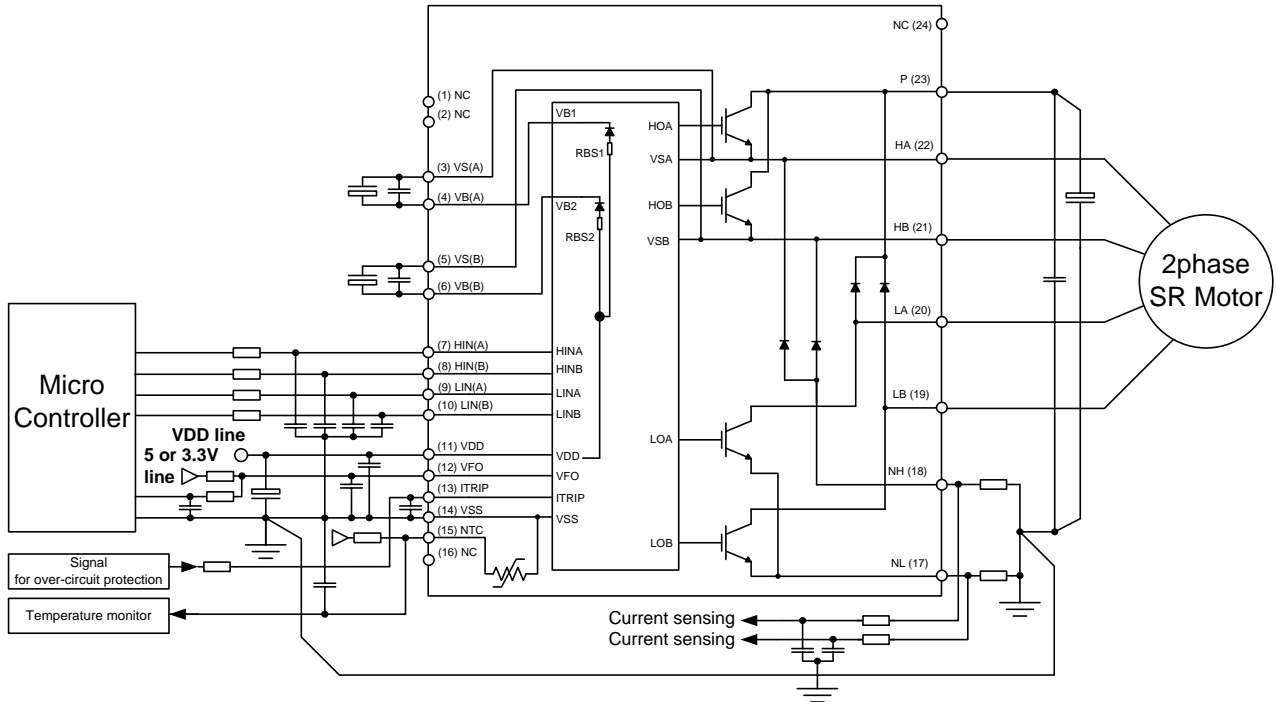 NC (24)
P (23)
HA (22)
HB (21)
LA (20)
LB (19)
NH (18)
NL (17)
(1) NC
(2) NC
(3) VS(A)
(4) VB(A)
(5) VS(B)
(6) VB(B)
(7) HIN(A)
(8) HIN(B)
(9) LIN(A)
(10) LIN(B)
(11) VDD
(12) VFO
(13) ITRIP
(14) VSS
(15) NTC
(16) NC
VB1
RBS1
VB2
RBS2
HINA
HINB
LINA
LINB
VDD
VFO
ITRIP
VSS
HOA
VSA
HOB
VSB
LOA
LOB
2phase
SR Motor
Micro
Controller
VDD line
5 or 3.3V
line
Signal
for over-circuit protection
Temperature monitor
Current sensing
Current sensing